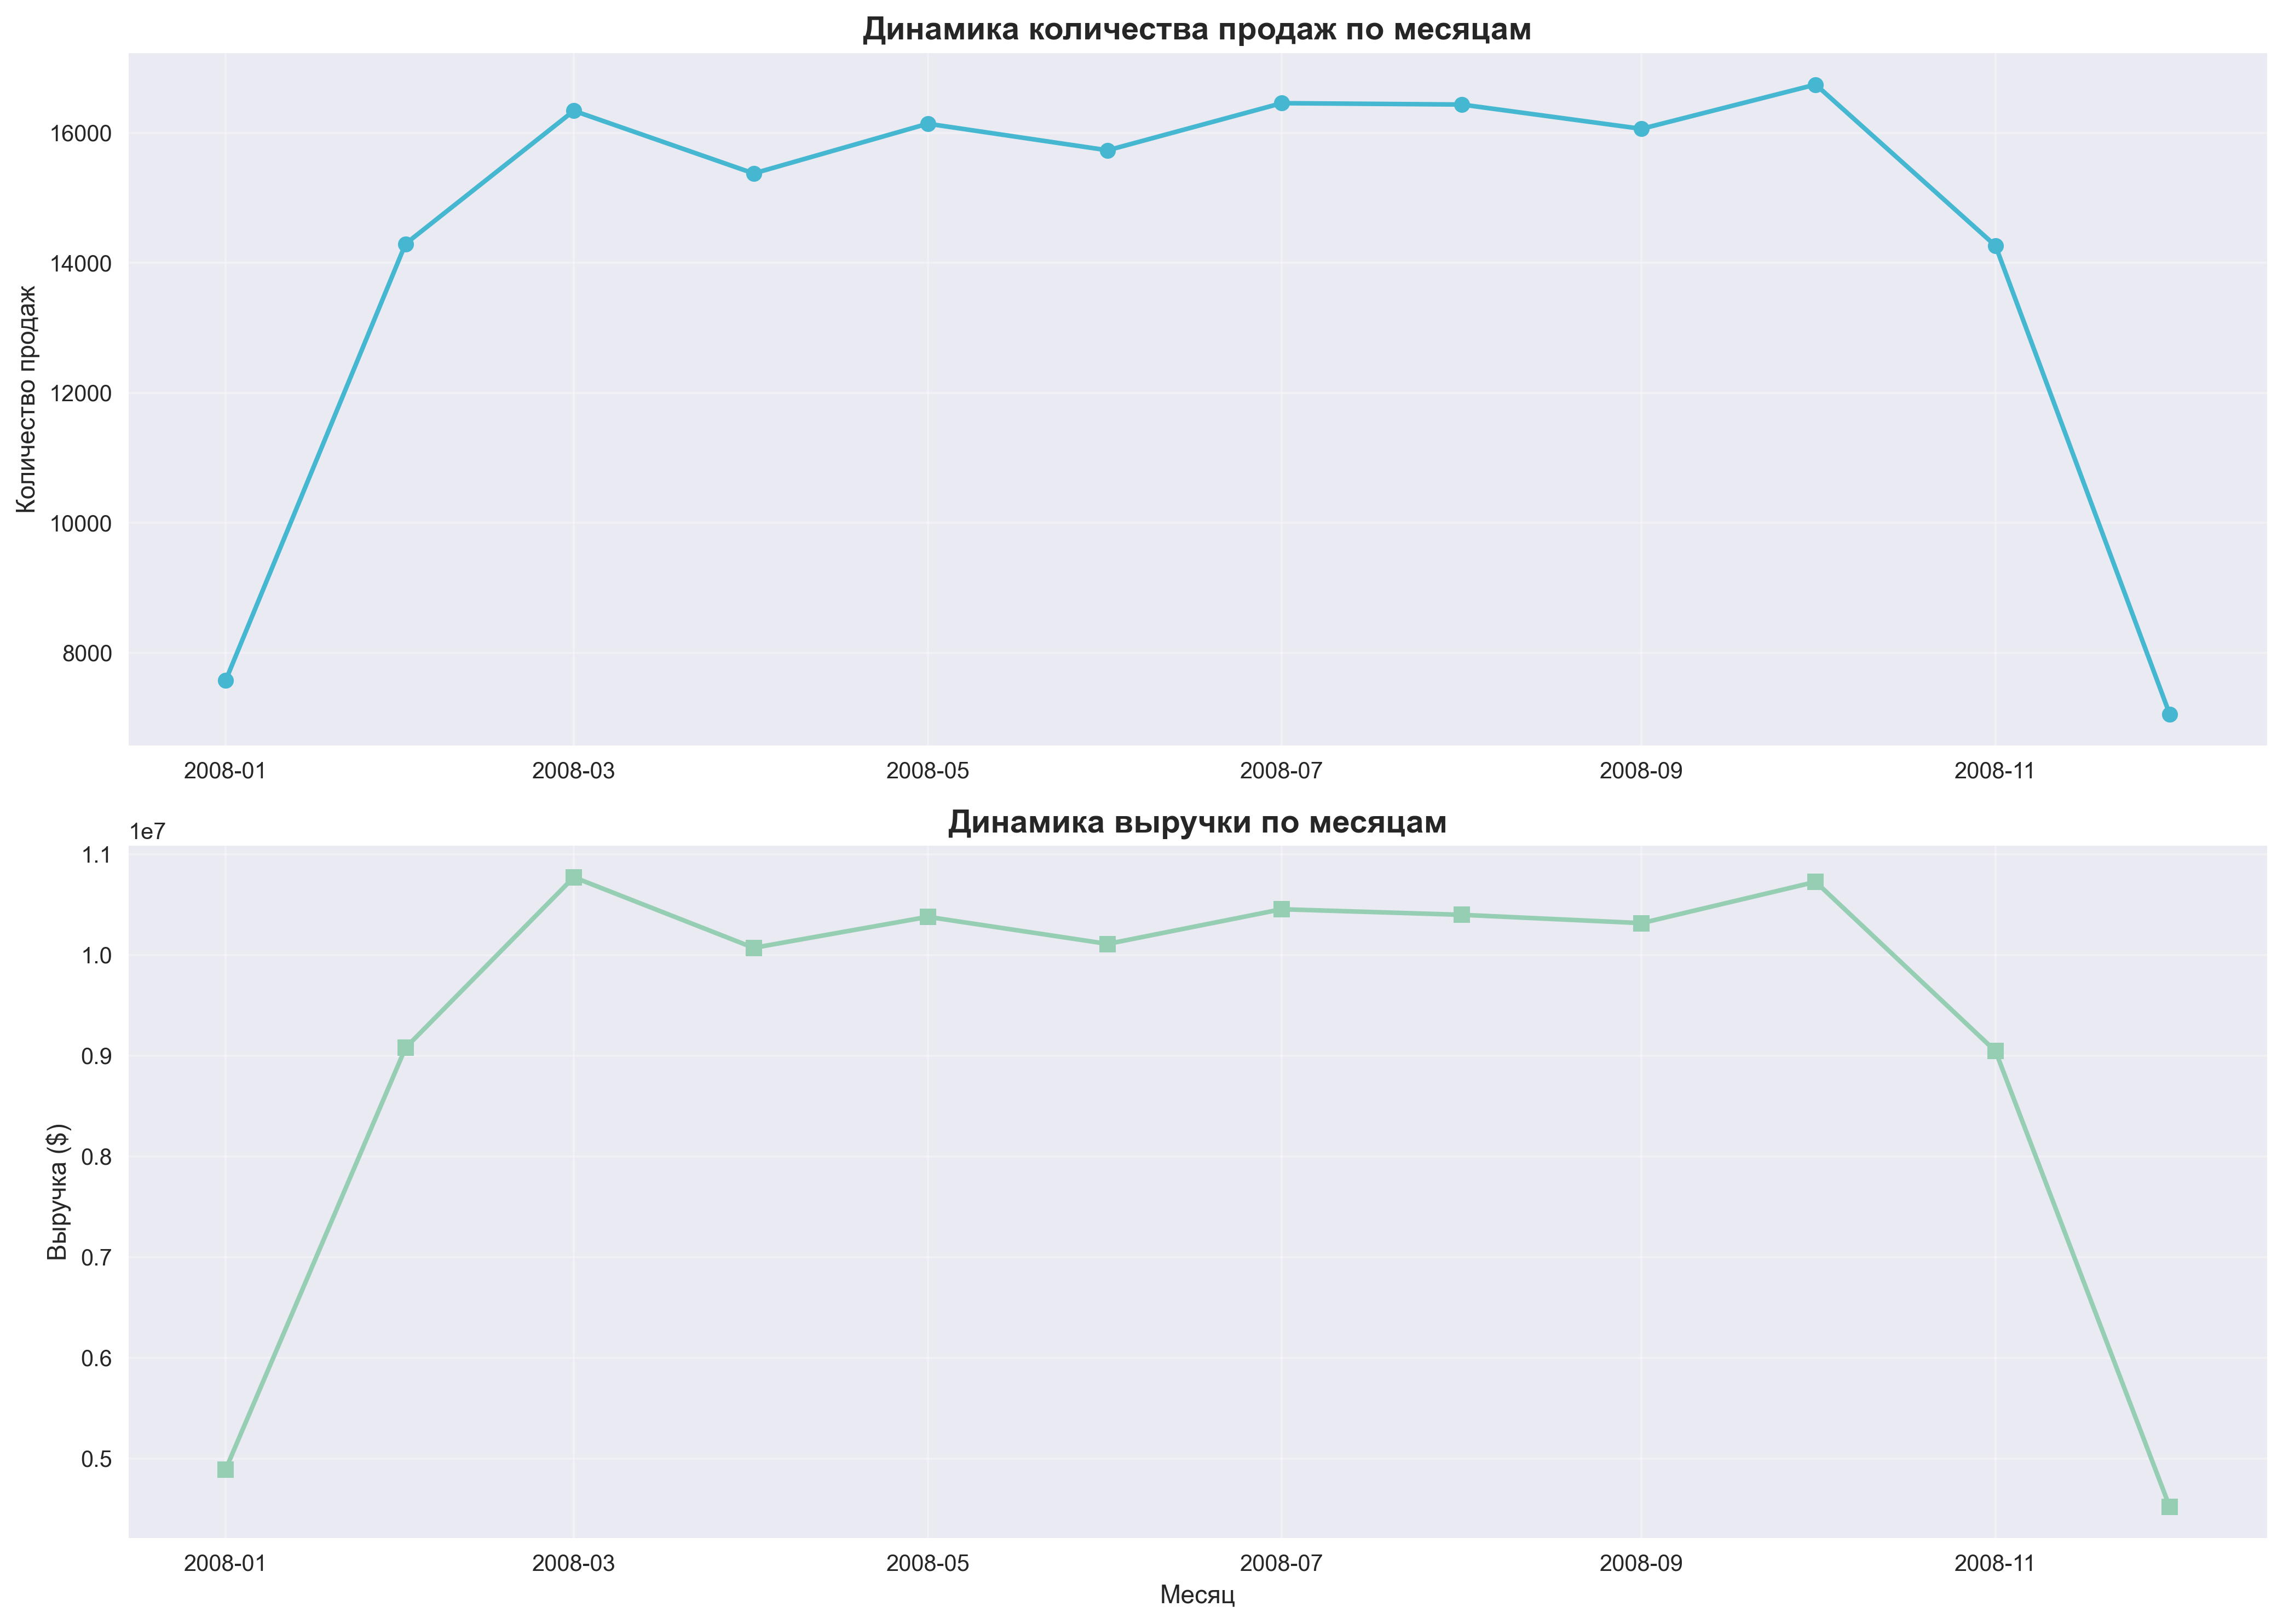 Динамика количества продаж по месяцам
Количество продаж
16000
14000
12000
10000
8000
2008-01 2008-03 2008-05 2008-07 2008-09 2008-11
Динамика выручки по месяцам
1e7
Выручка ($)
1.1
1.0
0.9
0.8
0.7
0.6
0.5
2008-01 2008-03 2008-05 2008-07 2008-09 2008-11
Месяц